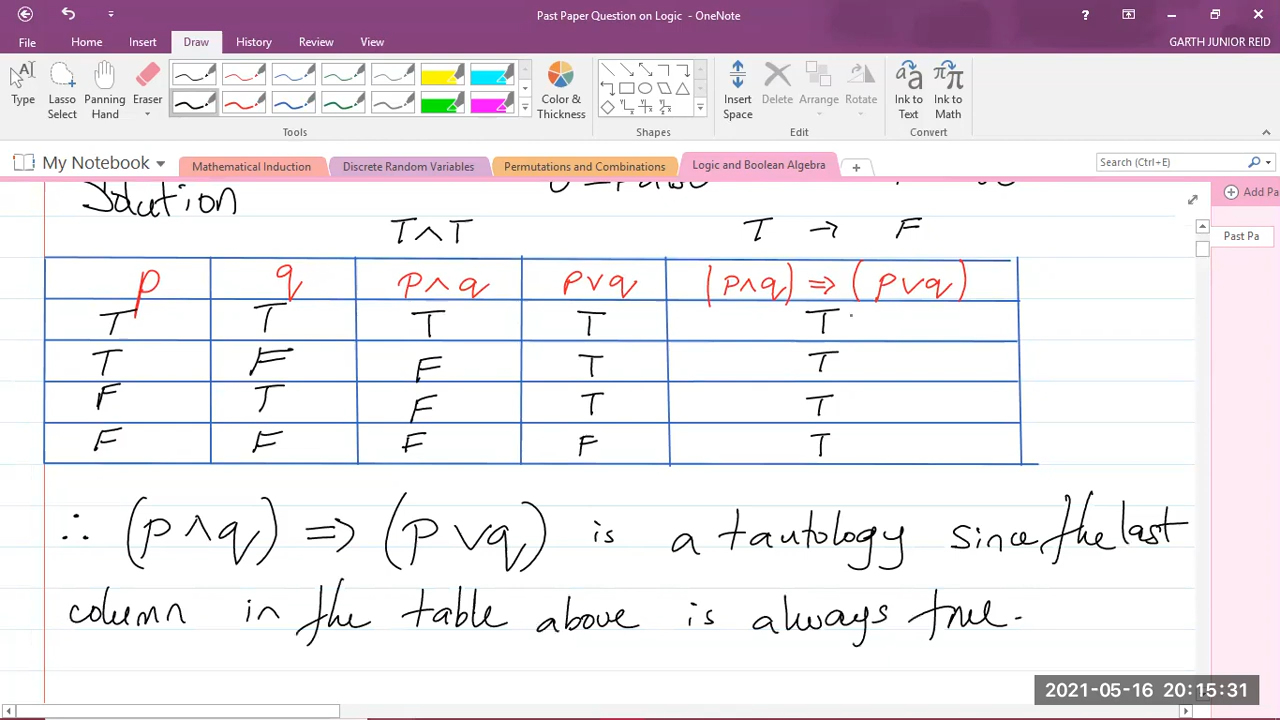 Past Paper Question on Logic - OneNote
?
File Home Insert Draw History Review View GARTH JUNIOR REID
Type Lasso Select Panning Hand Eraser Color & Thickness Insert Space Delete Arrange Rotate Ink to Text Ink to Math
Tools Shapes Edit Convert
My Notebook Mathematical Induction Discrete Random Variables Permutations and Combinations Logic and Boolean Algebra Search (Ctrl+E)
Solution
Add Pa
Past Pa
T ∧ T T → F
p q p ∧ q p ∨ q (p ∧ q) ⇒ (p ∨ q)
T T T T T
T F F T T
F T F T T
F F F F T
∴ (p ∧ q) ⇒ (p ∨ q) is a tautology since the last
column in the table above is always true.
2021-05-16 20:15:31